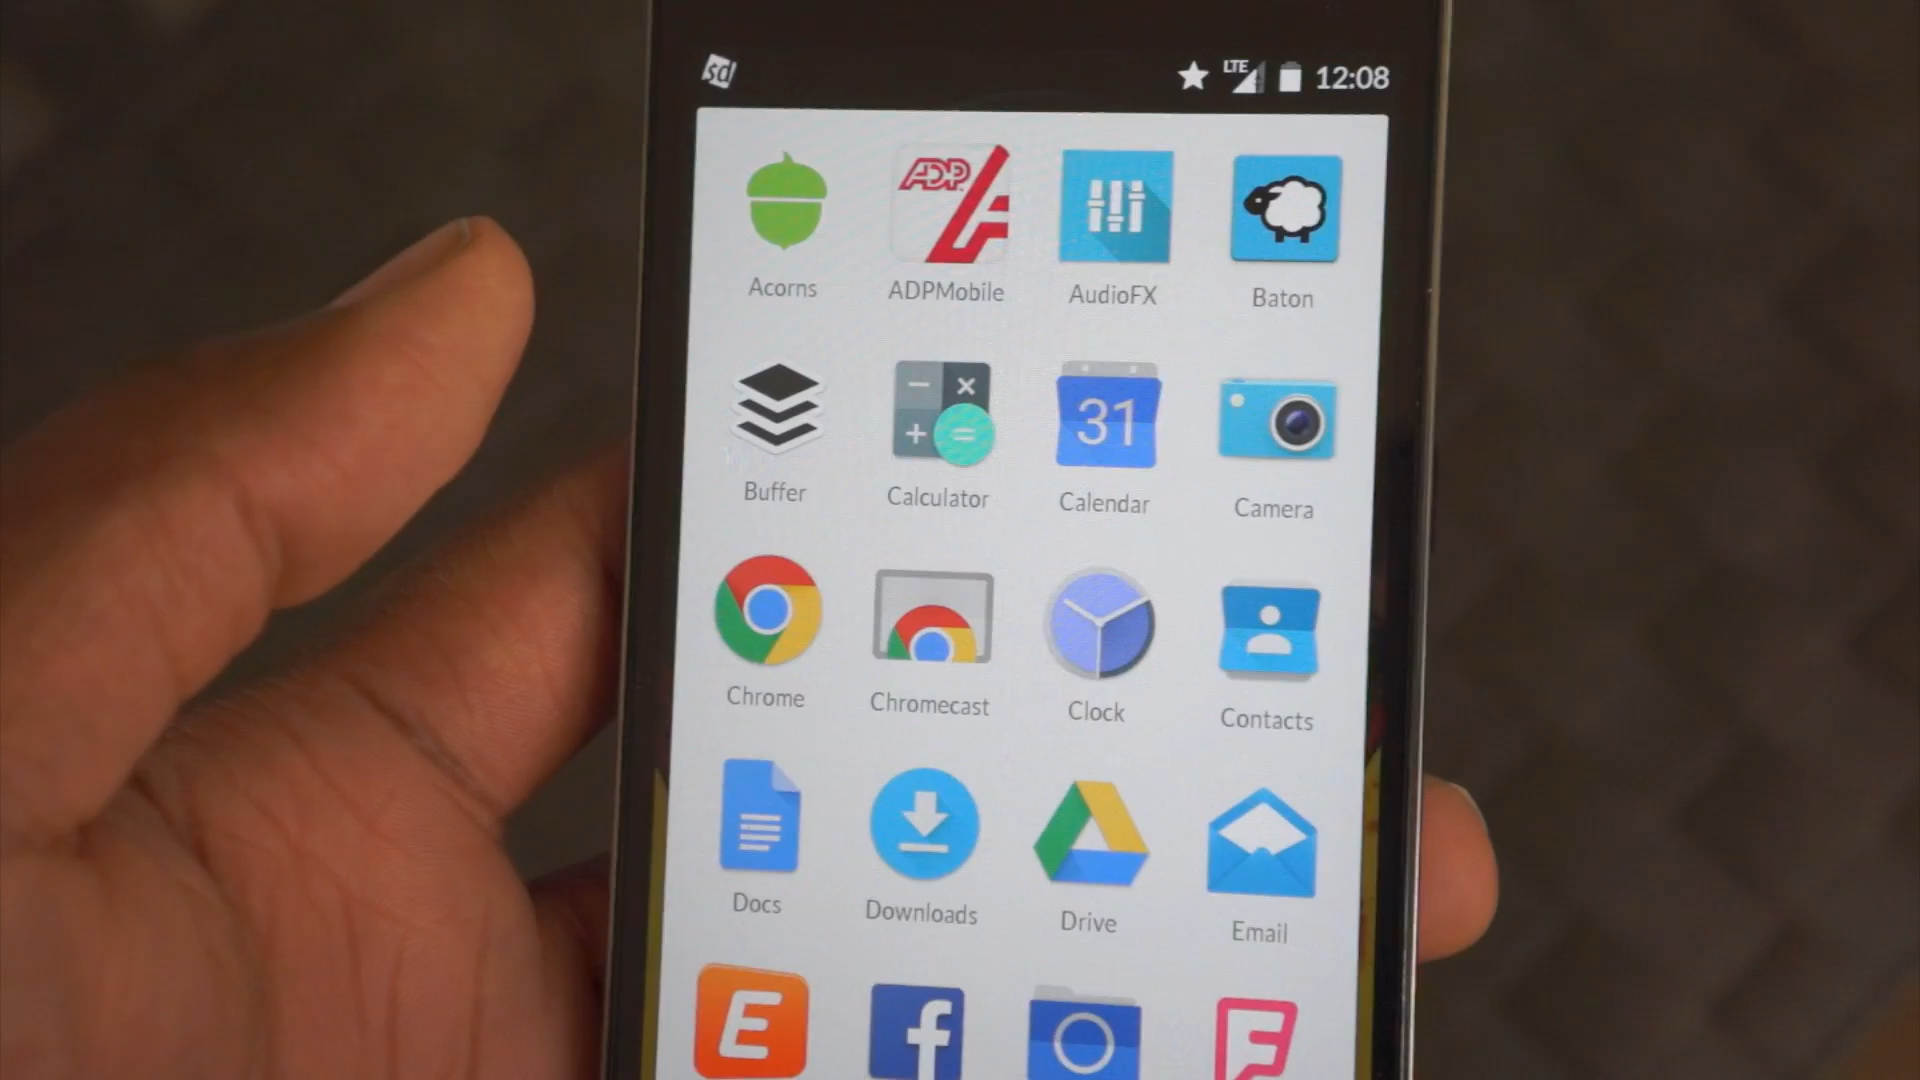 sd LTE 12:08
ADP
Acorns ADPMobile AudioFX Baton
31
Buffer Calculator Calendar Camera
Chrome Chromecast Clock Contacts
Docs Downloads Drive Email
E f F